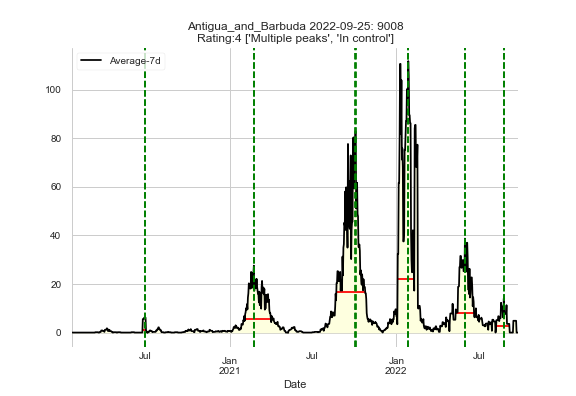 Antigua_and_Barbuda 2022-09-25: 9008
Rating:4 ['Multiple peaks', 'In control']
Average-7d
100
80
60
40
20
0
Jul
Jan
2021
Jul
Jan
2022
Jul
Date